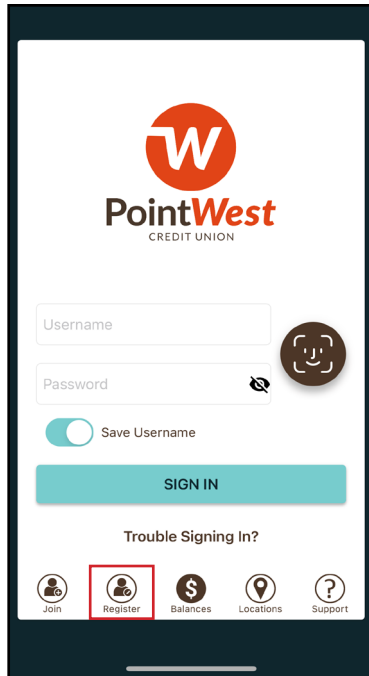 W
PointWest
CREDIT UNION
Username
Password
Save Username
SIGN IN
Trouble Signing In?
Join Register Balances Locations Support